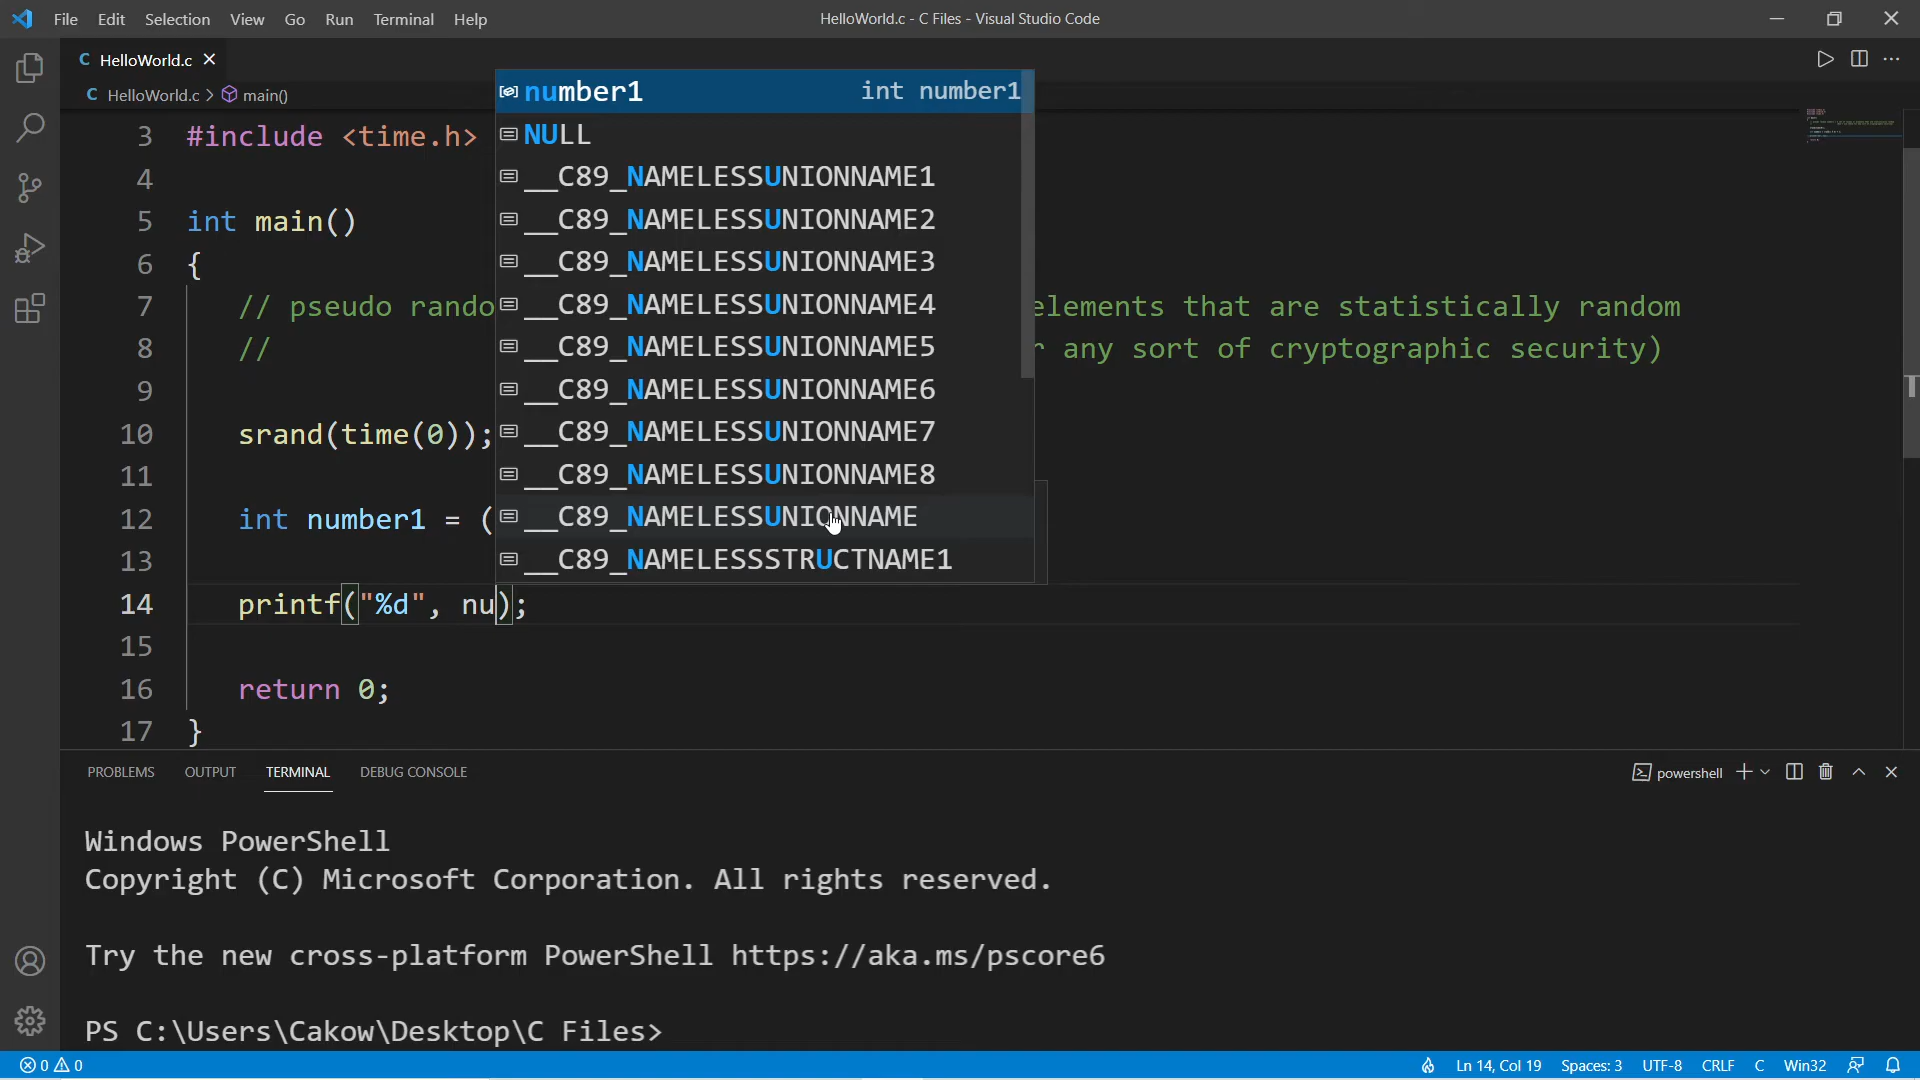 File Edit Selection View Go Run Terminal Help HelloWorld.c - C Files - Visual Studio Code
C HelloWorld.c
C HelloWorld.c > main()
number1 int number1
NULL
__C89_NAMELESSUNIONNAME1
__C89_NAMELESSUNIONNAME2
__C89_NAMELESSUNIONNAME3
__C89_NAMELESSUNIONNAME4
__C89_NAMELESSUNIONNAME5
__C89_NAMELESSUNIONNAME6
__C89_NAMELESSUNIONNAME7
__C89_NAMELESSUNIONNAME8
__C89_NAMELESSUNIONNAME
__C89_NAMELESSSTRUCTNAME1
3 #include <time.h>
4
5 int main()
6 {
7 // pseudo rando elements that are statistically random
8 // any sort of cryptographic security)
9
10 srand(time(0));
11
12 int number1 = (
13
14 printf("%d", nu);
15
16 return 0;
17 }
PROBLEMS OUTPUT TERMINAL DEBUG CONSOLE powershell
Windows PowerShell
Copyright (C) Microsoft Corporation. All rights reserved.
Try the new cross-platform PowerShell https://aka.ms/pscore6
PS C:\Users\Cakow\Desktop\C Files>
0 0 Ln 14, Col 19 Spaces: 3 UTF-8 CRLF C Win32